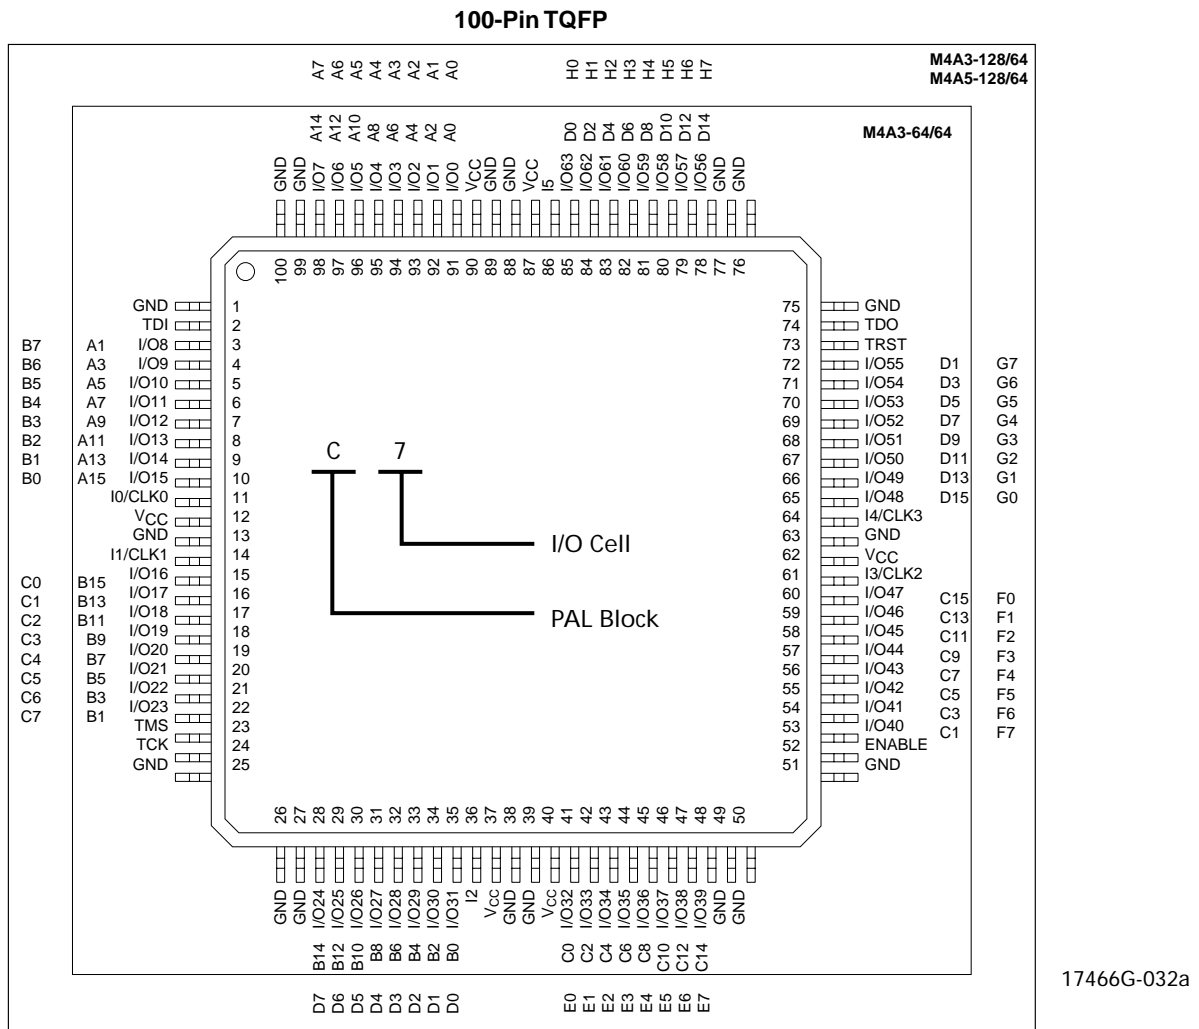 100-Pin TQFP
M4A3-128/64
M4A5-128/64
M4A3-64/64
A7 A6 A5 A4 A3 A2 A1 A0 H0 H1 H2 H3 H4 H5 H6 H7
A14 A12 A10 A8 A6 A4 A2 A0 D0 D2 D4 D6 D8 D10 D12 D14
GND GND I/O7 I/O6 I/O5 I/O4 I/O3 I/O2 I/O1 I/O0 VCC GND GND VCC I5 I/O63 I/O62 I/O61 I/O60 I/O59 I/O58 I/O57 I/O56 GND GND
100 99 98 97 96 95 94 93 92 91 90 89 88 87 86 85 84 83 82 81 80 79 78 77 76
GND 1 75 GND
TDI 2 74 TDO
B7 A1 I/O8 3 73 TRST
B6 A3 I/O9 4 72 I/O55 D1 G7
B5 A5 I/O10 5 71 I/O54 D3 G6
B4 A7 I/O11 6 70 I/O53 D5 G5
B3 A9 I/O12 7 69 I/O52 D7 G4
B2 A11 I/O13 8 68 I/O51 D9 G3
B1 A13 I/O14 9 67 I/O50 D11 G2
B0 A15 I/O15 10 66 I/O49 D13 G1
I0/CLK0 11 65 I/O48 D15 G0
VCC 12 64 I4/CLK3
GND 13 63 GND
I1/CLK1 14 62 VCC
C0 B15 I/O16 15 61 I3/CLK2
C1 B13 I/O17 16 60 I/O47 C15 F0
C2 B11 I/O18 17 59 I/O46 C13 F1
C3 B9 I/O19 18 58 I/O45 C11 F2
C4 B7 I/O20 19 57 I/O44 C9 F3
C5 B5 I/O21 20 56 I/O43 C7 F4
C6 B3 I/O22 21 55 I/O42 C5 F5
C7 B1 I/O23 22 54 I/O41 C3 F6
TMS 23 53 I/O40 C1 F7
TCK 24 52 ENABLE
GND 25 51 GND
C 7
I/O Cell
PAL Block
26 27 28 29 30 31 32 33 34 35 36 37 38 39 40 41 42 43 44 45 46 47 48 49 50
GND GND I/O24 I/O25 I/O26 I/O27 I/O28 I/O29 I/O30 I/O31 I2 VCC GND GND VCC I/O32 I/O33 I/O34 I/O35 I/O36 I/O37 I/O38 I/O39 GND GND
B14 B12 B10 B8 B6 B4 B2 B0 C0 C2 C4 C6 C8 C10 C12 C14
D7 D6 D5 D4 D3 D2 D1 D0 E0 E1 E2 E3 E4 E5 E6 E7
17466G-032a